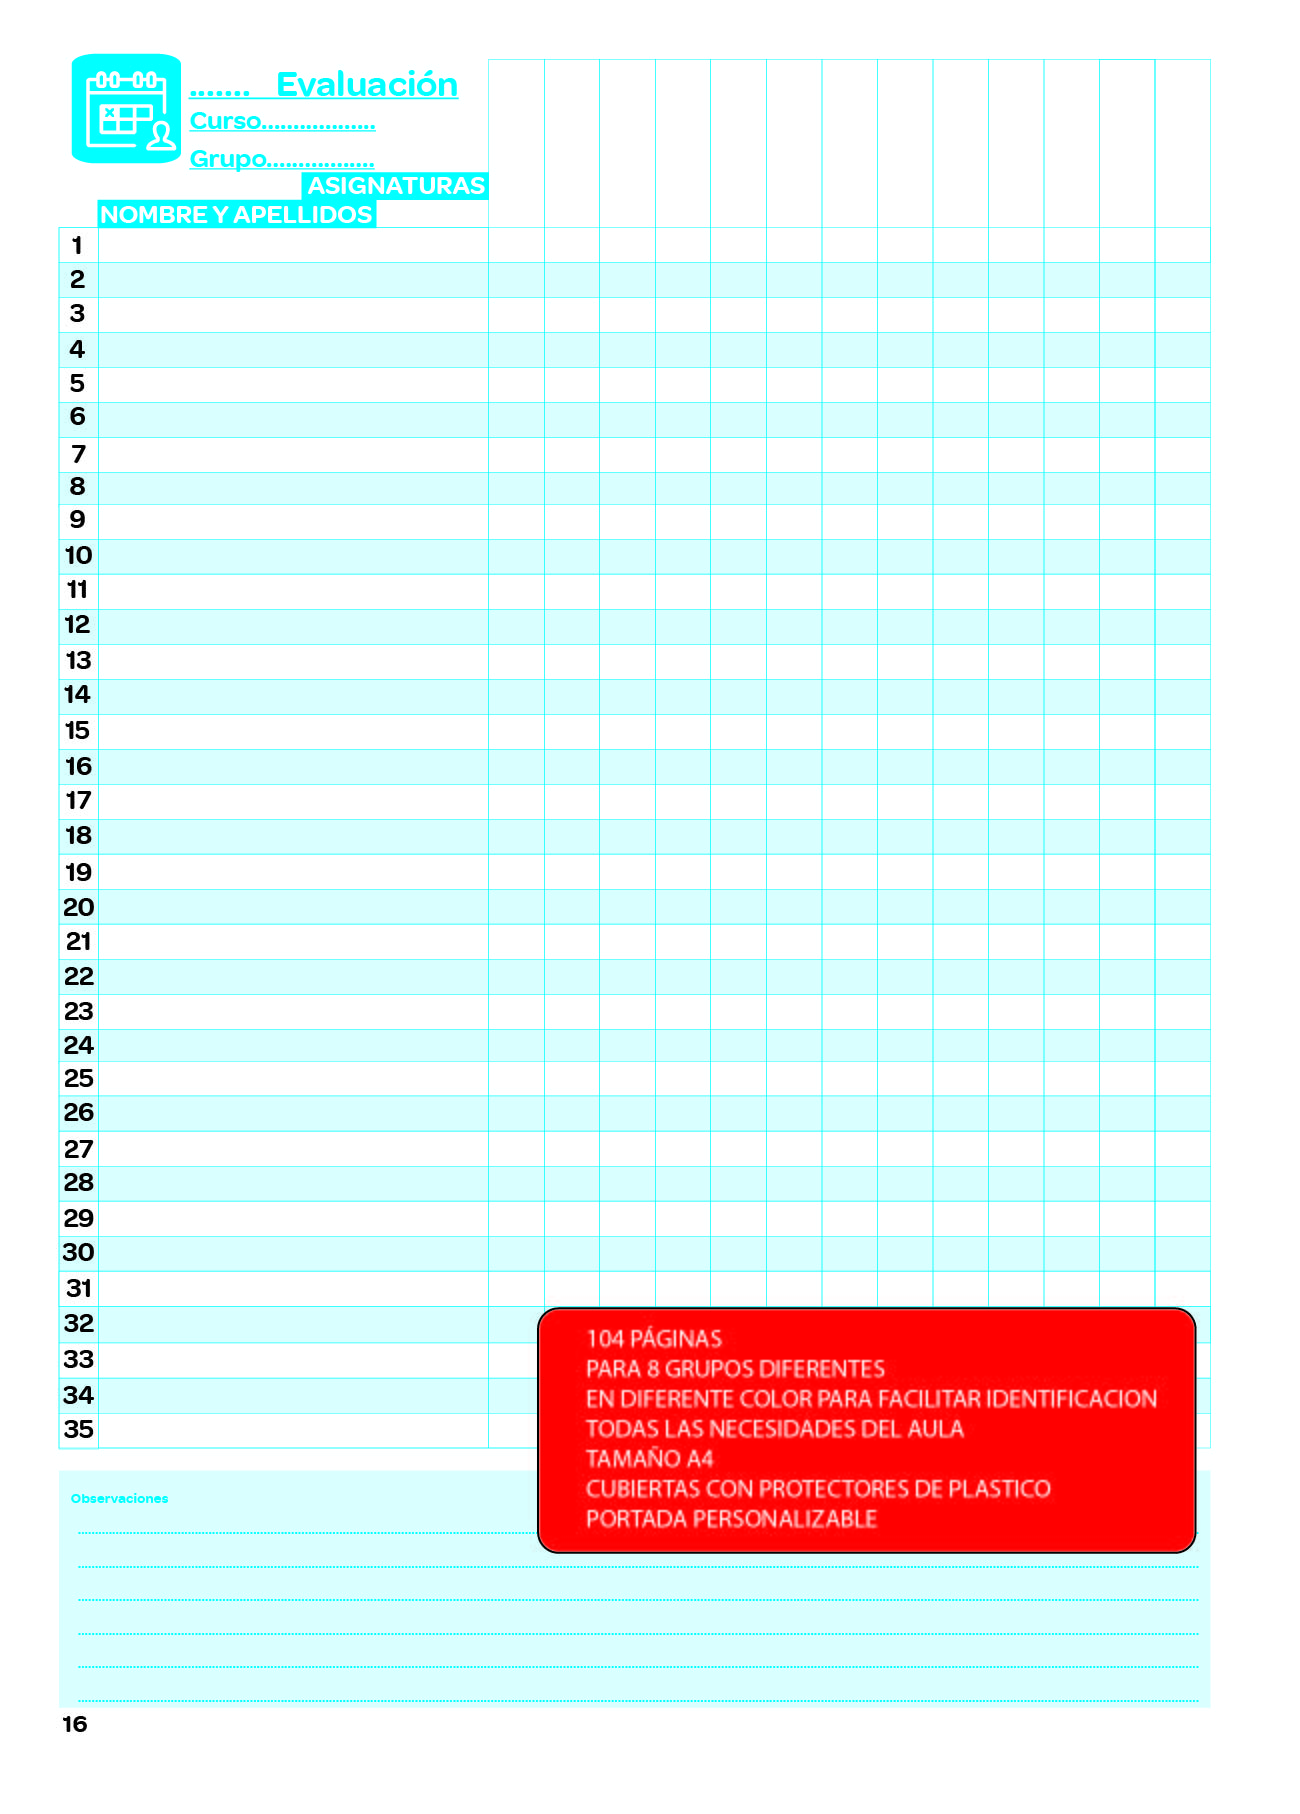 ....... Evaluación
Curso..................
Grupo.................
ASIGNATURAS
NOMBRE Y APELLIDOS
1
2
3
4
5
6
7
8
9
10
11
12
13
14
15
16
17
18
19
20
21
22
23
24
25
26
27
28
29
30
31
32
33
34
35
104 PÁGINAS
PARA 8 GRUPOS DIFERENTES
EN DIFERENTE COLOR PARA FACILITAR IDENTIFICACION
TODAS LAS NECESIDADES DEL AULA
TAMAÑO A4
CUBIERTAS CON PROTECTORES DE PLASTICO
PORTADA PERSONALIZABLE
Observaciones
16